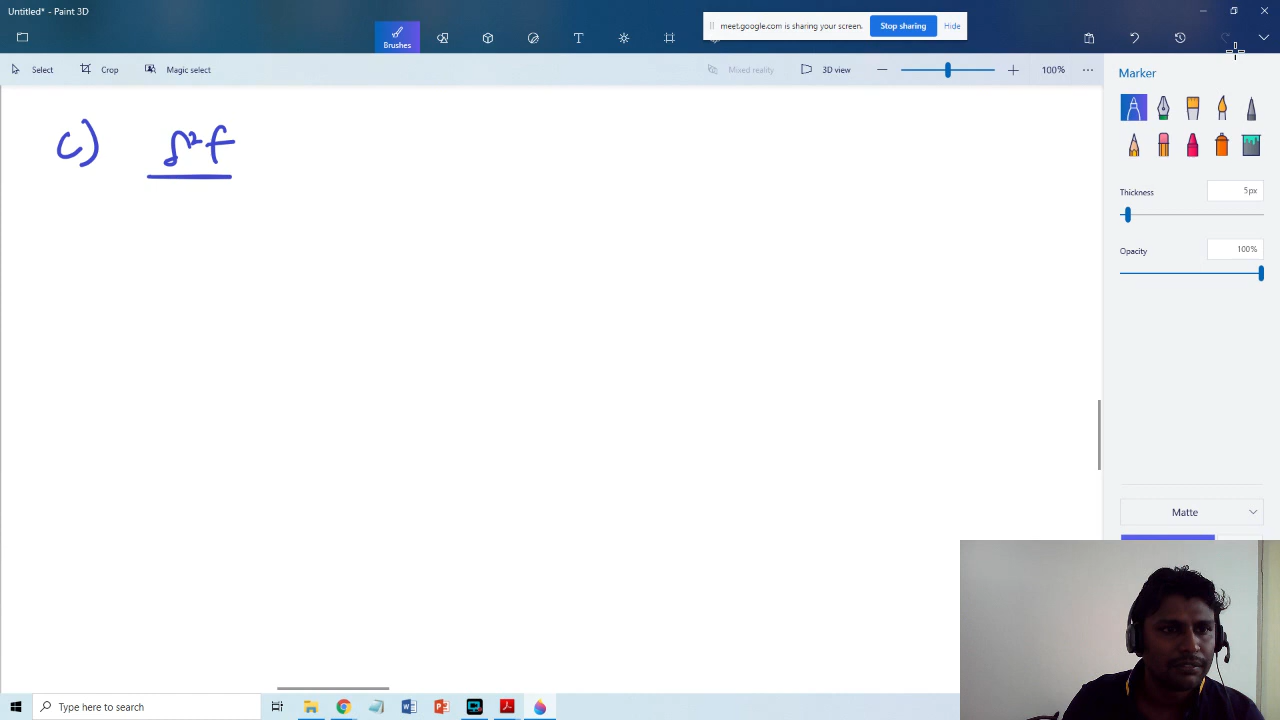 Untitled* - Paint 3D
meet.google.com is sharing your screen. Stop sharing Hide
Brushes
Select Crop Magic select Mixed reality 3D view 100%
Marker
c) δ²f
Thickness 5px
Opacity 100%
Matte
Type here to search